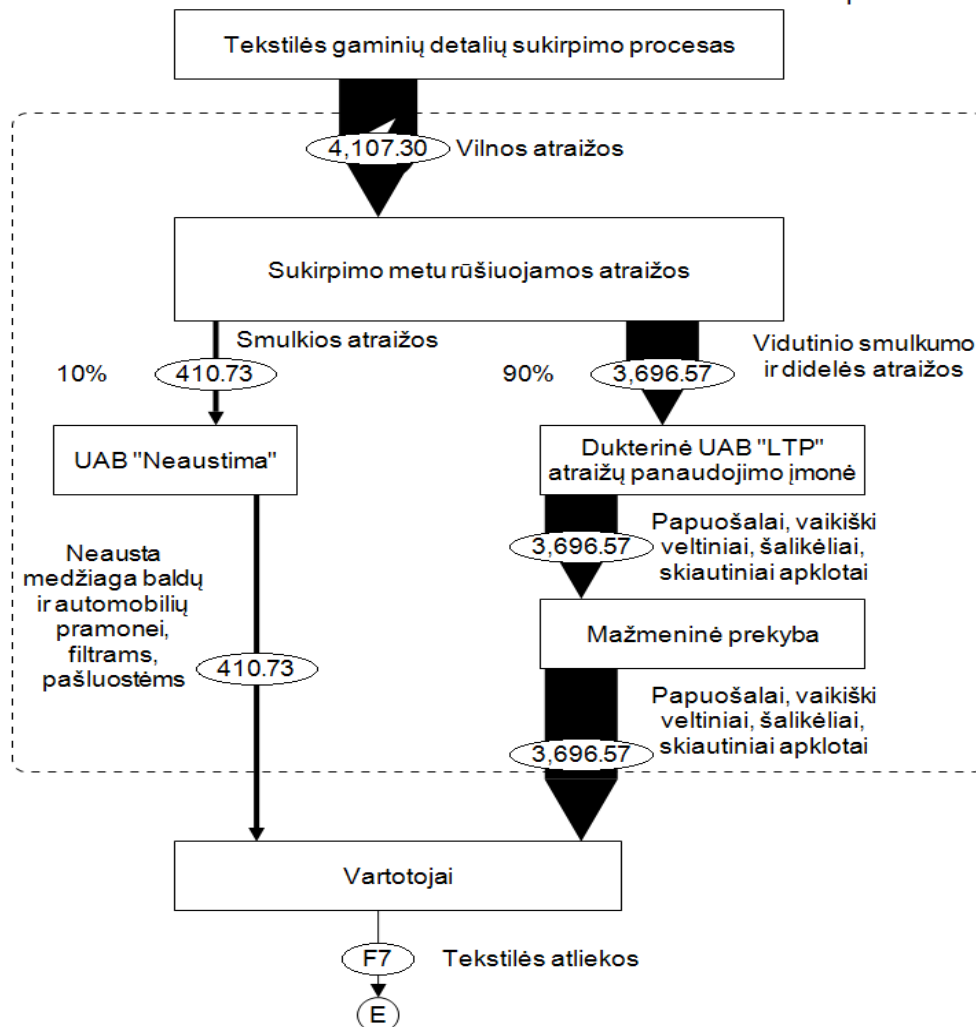 Tekstilės gaminių detalių sukirpimo procesas
4,107.30
Vilnos atraižos
Sukirpimo metu rūšiuojamos atraižos
Smulkios atraižos
10%
410.73
90%
3,696.57
Vidutinio smulkumo
ir didelės atraižos
UAB "Neaustima"
Dukterinė UAB "LTP"
atraižų panaudojimo įmonė
Neausta
medžiaga baldų
ir automobilių
pramonei,
filtrams,
pašluostėms
410.73
3,696.57
Papuošalai, vaikiški
veltiniai, šalikėliai,
skiautiniai apklotai
Mažmeninė prekyba
3,696.57
Papuošalai, vaikiški
veltiniai, šalikėliai,
skiautiniai apklotai
Vartotojai
F7
Tekstilės atliekos
E